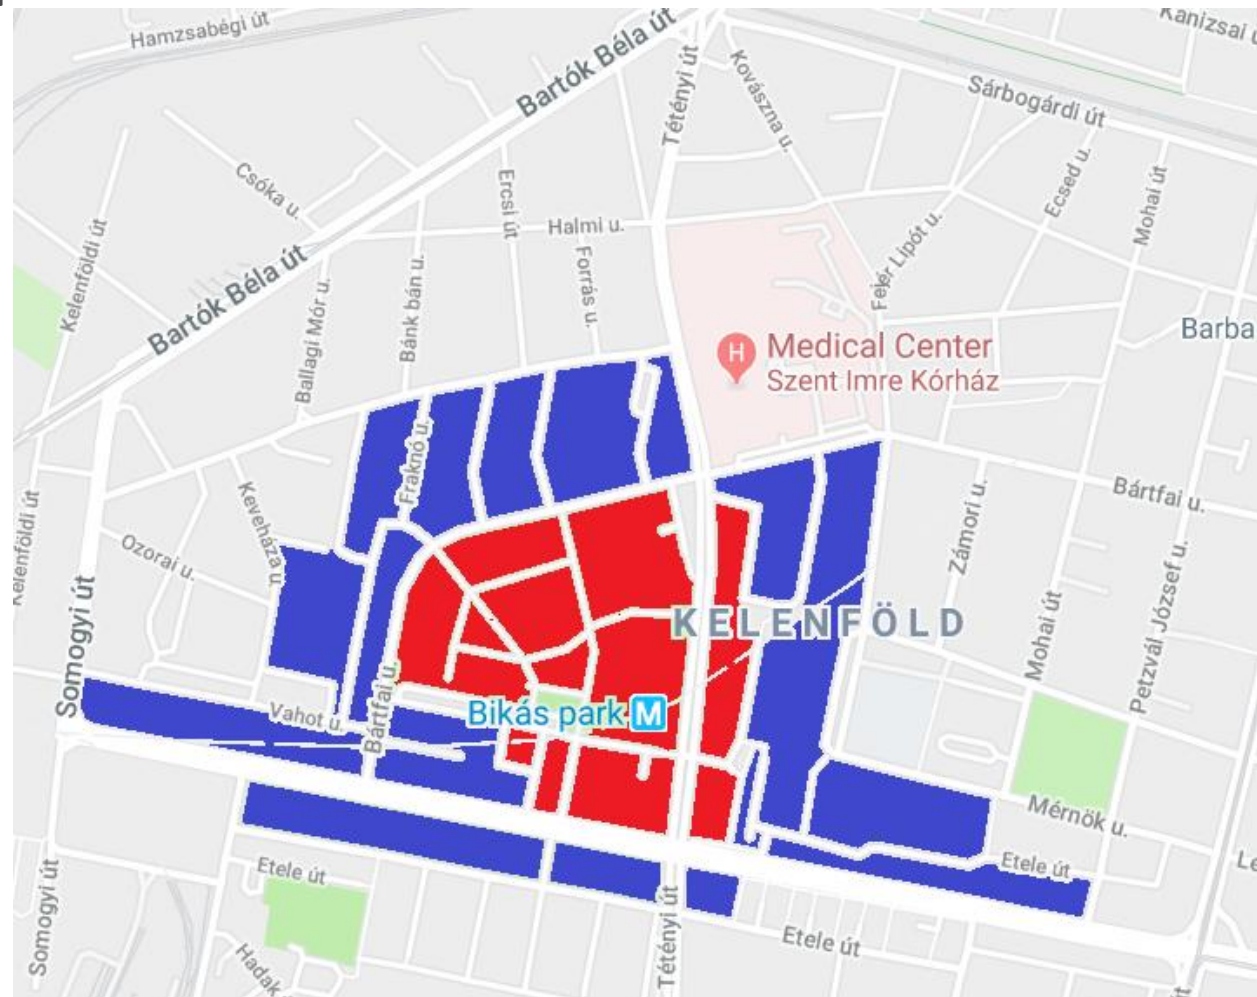 Hamzsabégi út
Bartók Béla út
Kanizsai u
Tétényi út
Kovászna u.
Sárbogárdi út
Csóka u.
Ercsi út
Halmi u.
Ecsed u.
Mohai út
Kelenföldi út
Bartók Béla út
Ballagi Mór u.
Bánk bán u.
Forrás u.
Fejér Lipót u.
Barba
H
Medical Center
Szent Imre Kórház
Fraknó u.
Kelenföldi út
Keveháza u.
Ozorai u.
Bártfai u.
Zámori u.
Petzvál József u.
Somogyi út
KELENFÖLD
Mohai út
Bártfai u.
Vahot u.
Bikás park M
Mérnök u.
Etele út
Etele út
Le
Somogyi út
Tétényi út
Etele út
Hadak
út